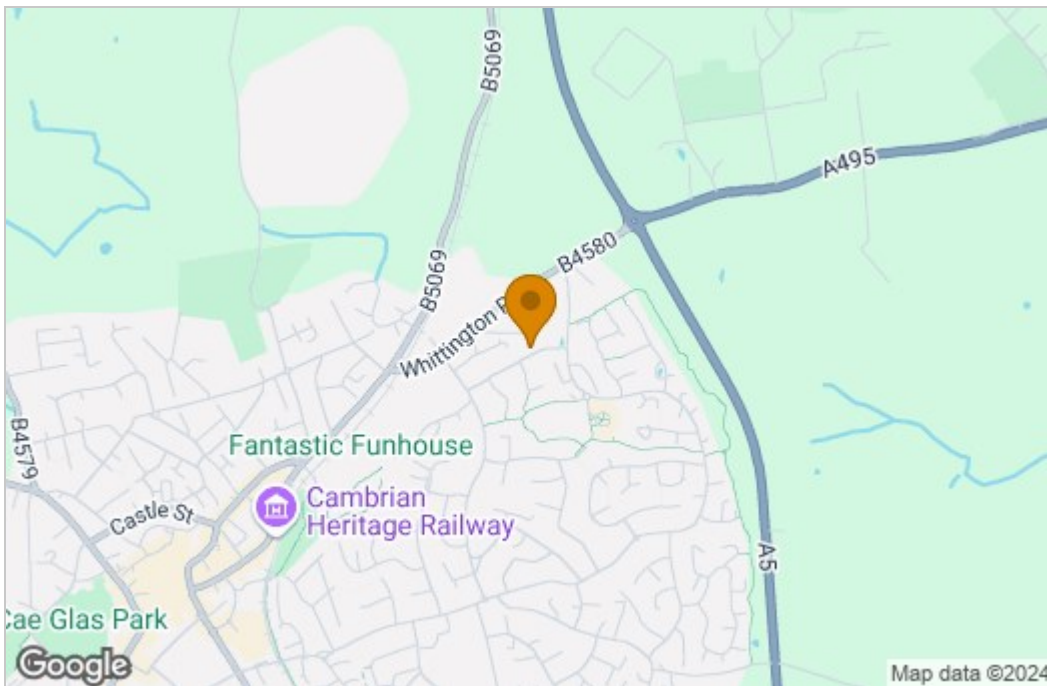 B5069
A495
B4580
B5069
Whittington
B4579
Fantastic Funhouse
Cambrian
Heritage Railway
Castle St
A5
Cae Glas Park
Google
Map data ©2024